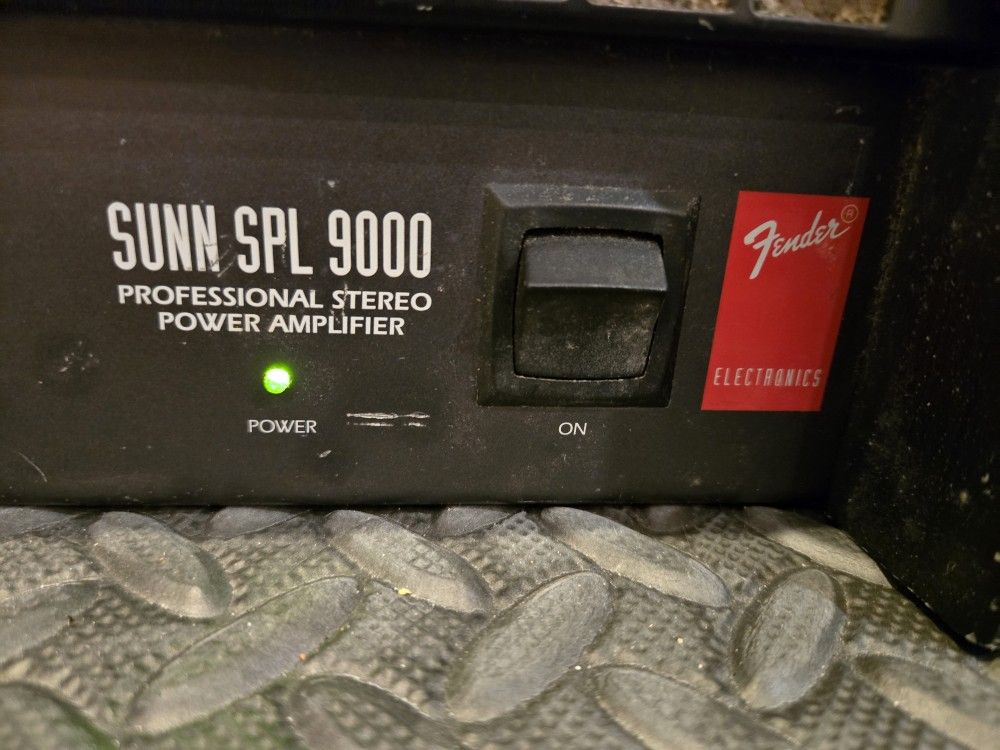 SUNN SPL 9000
PROFESSIONAL STEREO
POWER AMPLIFIER
POWER
ON
Fender®
ELECTRONICS